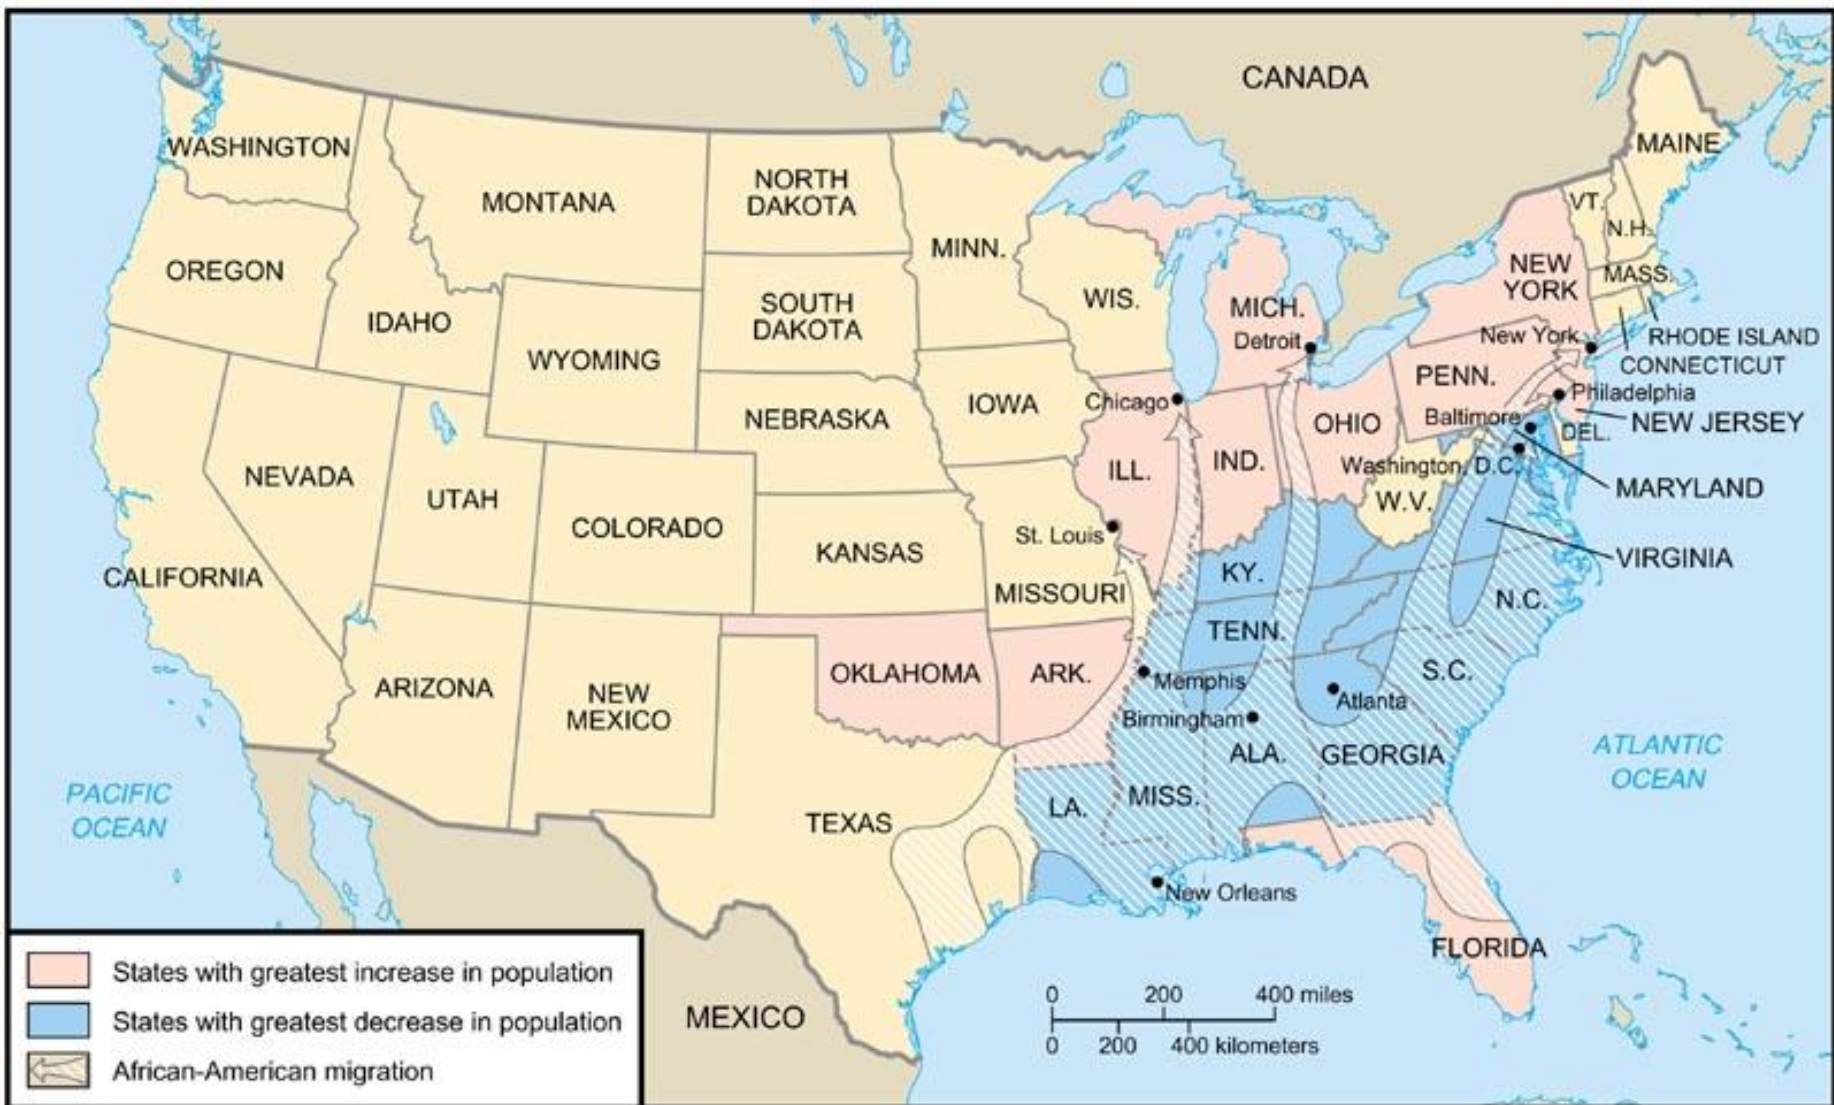 CANADA
WASHINGTON
MONTANA
NORTH
DAKOTA
MINN.
MAINE
VT.
N.H.
OREGON
IDAHO
SOUTH
DAKOTA
WIS.
MICH.
Detroit
NEW
YORK
MASS.
New York
RHODE ISLAND
CONNECTICUT
WYOMING
IOWA
Chicago
PENN.
Philadelphia
NEW JERSEY
Baltimore
DEL.
NEBRASKA
OHIO
NEVADA
UTAH
COLORADO
KANSAS
ILL.
IND.
Washington, D.C.
W.V.
MARYLAND
St. Louis
VIRGINIA
CALIFORNIA
MISSOURI
KY.
N.C.
TENN.
ARIZONA
NEW
MEXICO
OKLAHOMA
ARK.
Memphis
S.C.
Atlanta
Birmingham
ALA.
GEORGIA
ATLANTIC
OCEAN
PACIFIC
OCEAN
TEXAS
LA.
MISS.
New Orleans
FLORIDA
MEXICO
0 200 400 miles
0 200 400 kilometers
States with greatest increase in population
States with greatest decrease in population
African-American migration